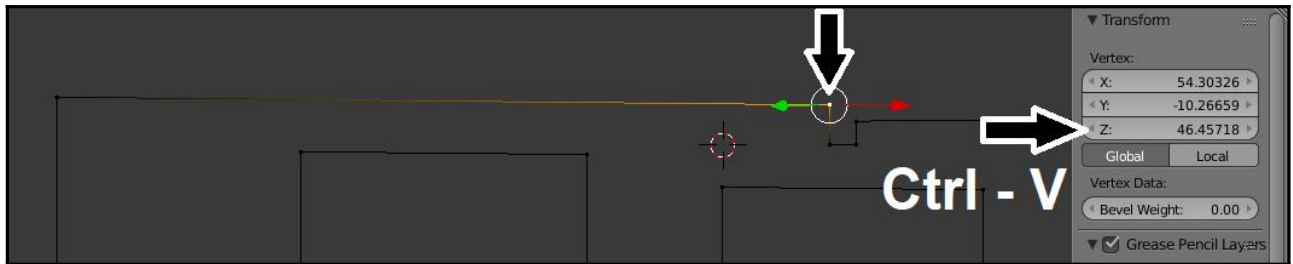 Transform
Vertex:
X: 54.30326
Y: -10.26659
Z: 46.45718
Global Local
Ctrl - V
Vertex Data:
Bevel Weight: 0.00
Grease Pencil Layers